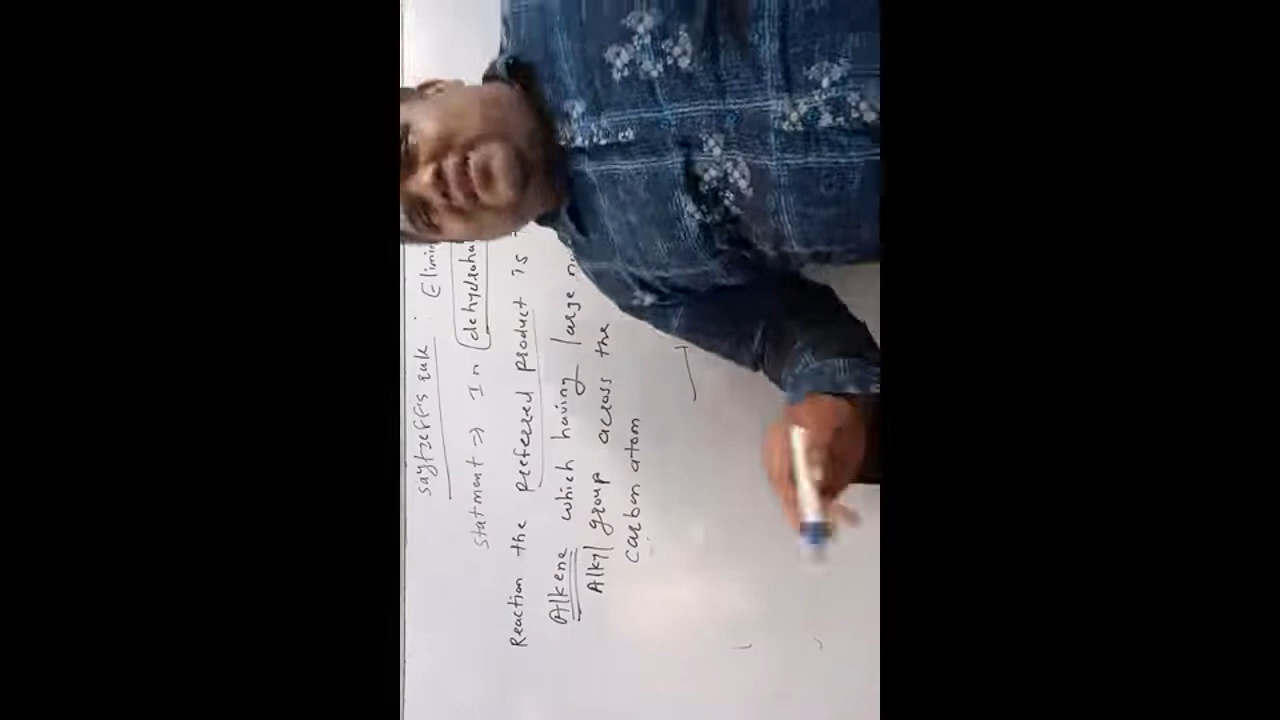 saytzeff's rule : Elimi
statment ⇒ In dehydroha
Reaction the preferred product is
Alkene which having large
Alkyl group across the
carbon atom